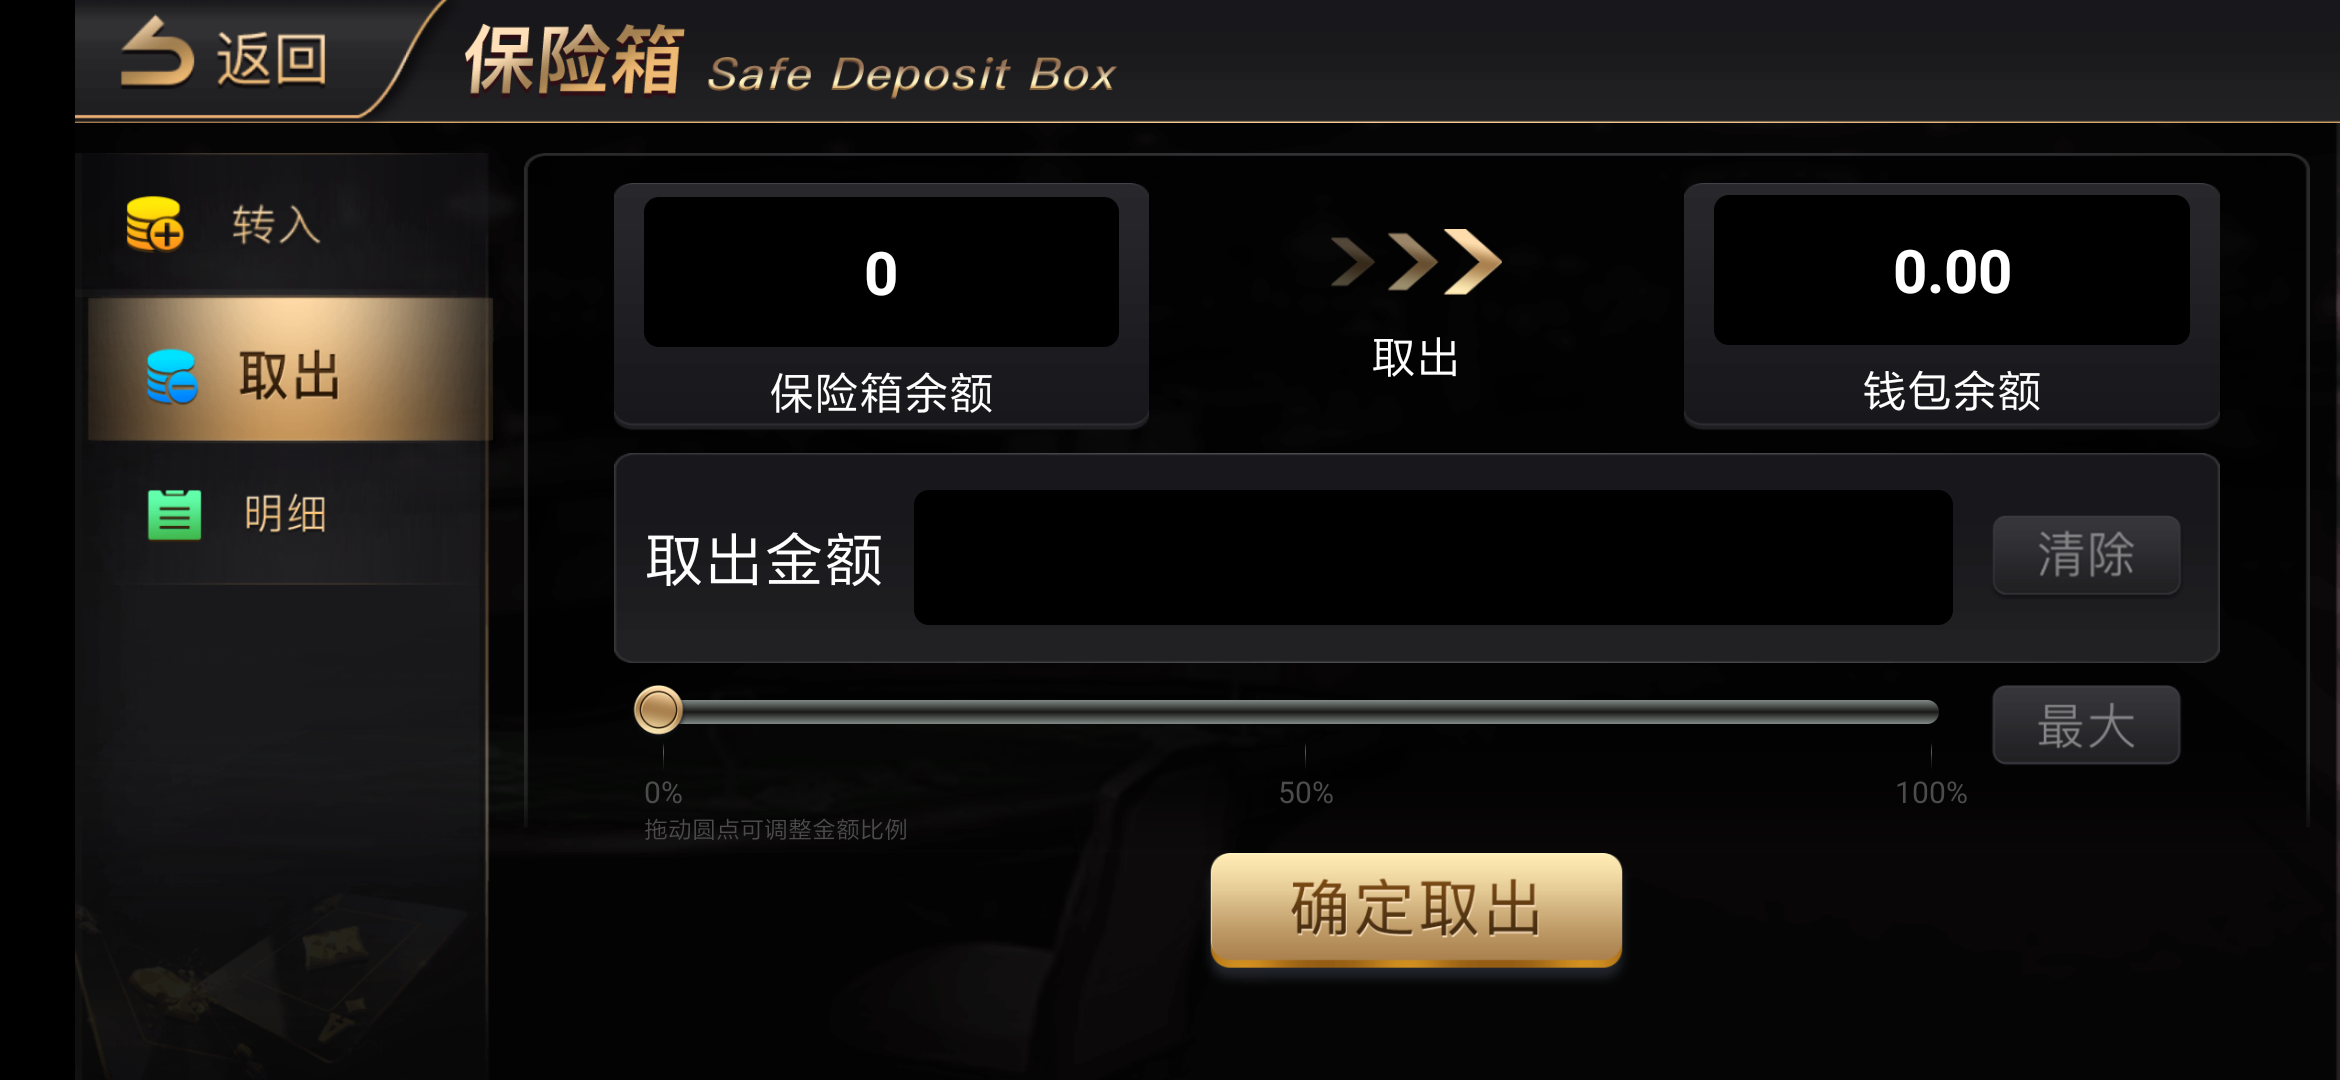 返回
保险箱 Safe Deposit Box
转入
取出
明细
0
保险箱余额
取出
0.00
钱包余额
取出金额
清除
最大
0%
50%
100%
拖动圆点可调整金额比例
确定取出